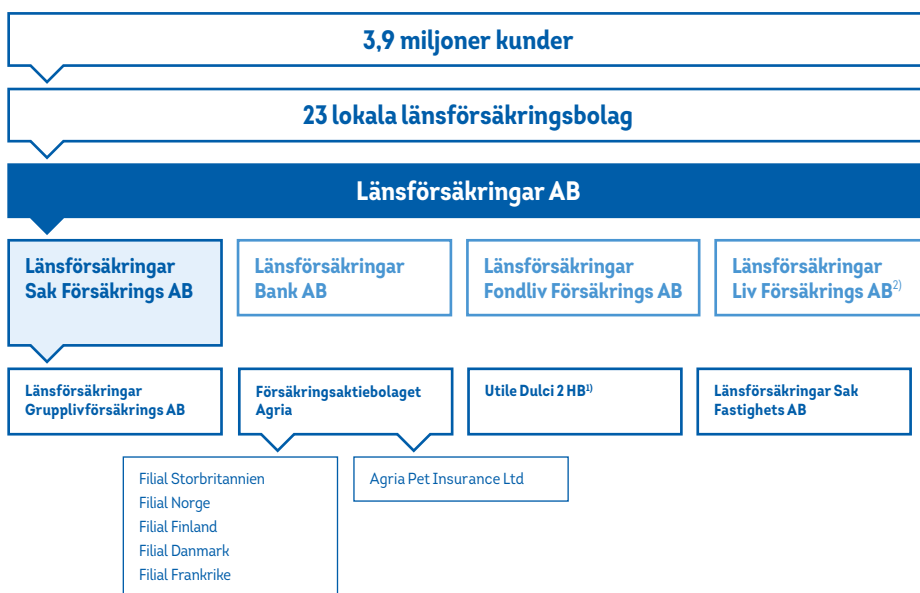 3,9 miljoner kunder
23 lokala länsförsäkringsbolag
Länsförsäkringar AB
Länsförsäkringar
Sak Försäkrings AB
Länsförsäkringar
Bank AB
Länsförsäkringar
Fondliv Försäkrings AB
Länsförsäkringar
Liv Försäkrings AB2)
Länsförsäkringar
Grupplivförsäkrings AB
Försäkringsaktiebolaget
Agria
Utile Dulci 2 HB1)
Länsförsäkringar Sak
Fastighets AB
Filial Storbritannien
Filial Norge
Filial Finland
Filial Danmark
Filial Frankrike
Agria Pet Insurance Ltd